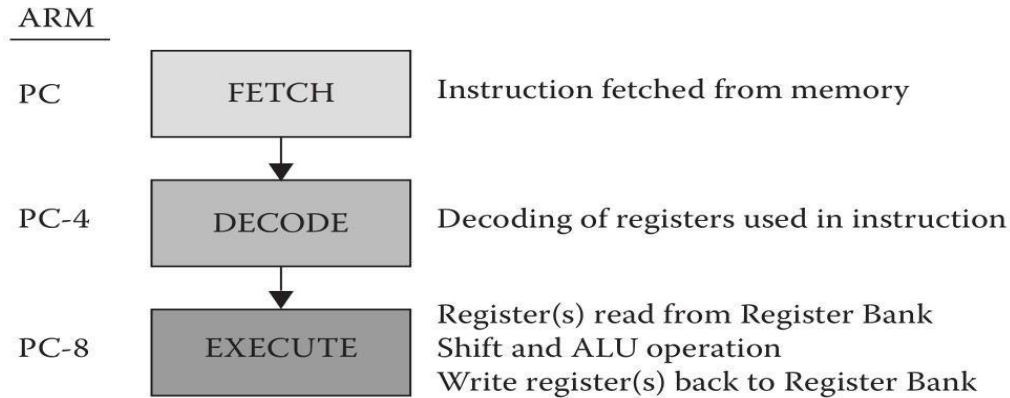 ARM
PC
FETCH
Instruction fetched from memory
PC-4
DECODE
Decoding of registers used in instruction
PC-8
EXECUTE
Register(s) read from Register Bank
Shift and ALU operation
Write register(s) back to Register Bank